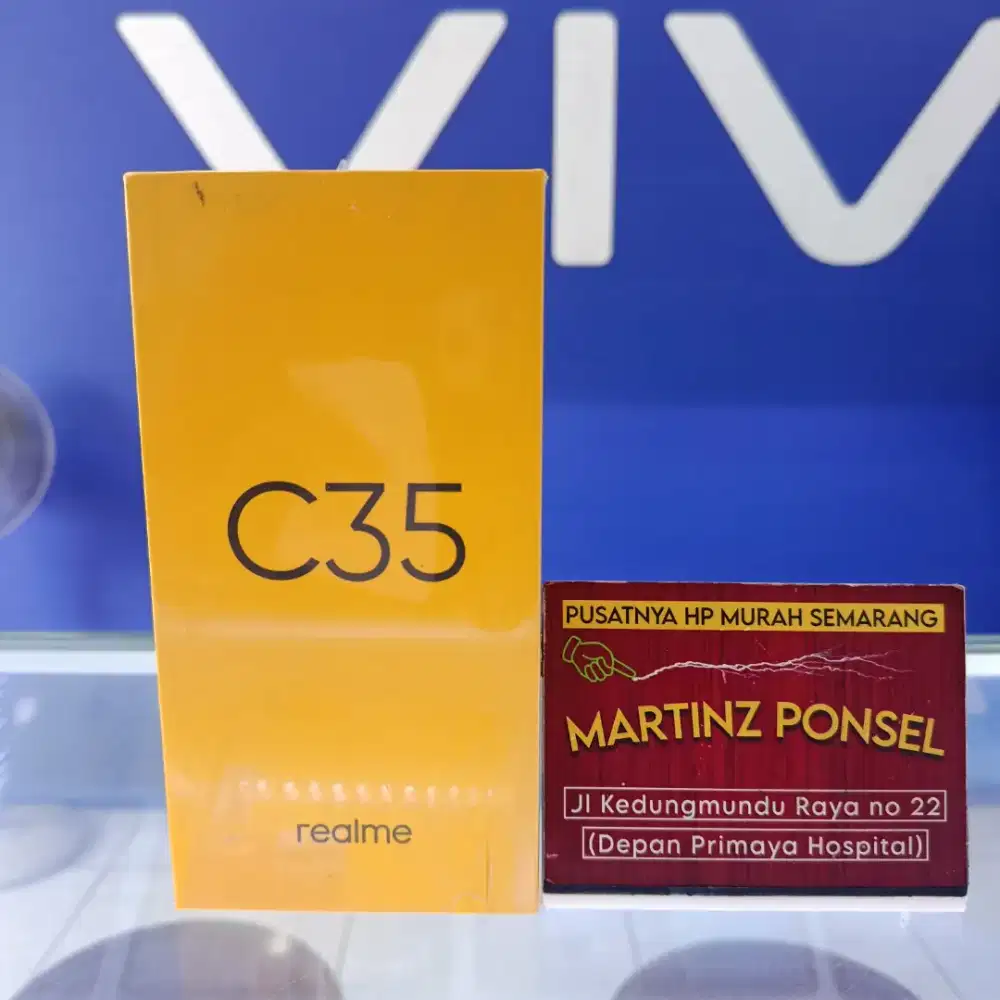 VIV
C35
realme
PUSATNYA HP MURAH SEMARANG
MARTINZ PONSEL
Jl Kedungmundu Raya no 22
(Depan Primaya Hospital)